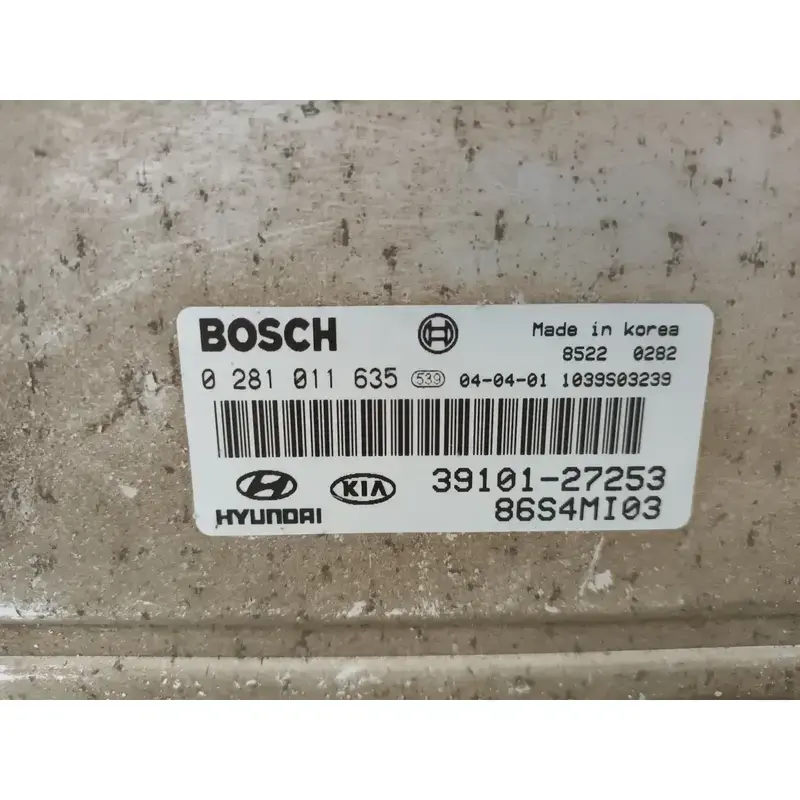 BOSCH Made in korea
8522 0282
0 281 011 635 539 04-04-01 1039S03239
HYUNDAI KIA 39101-27253
86S4MI03